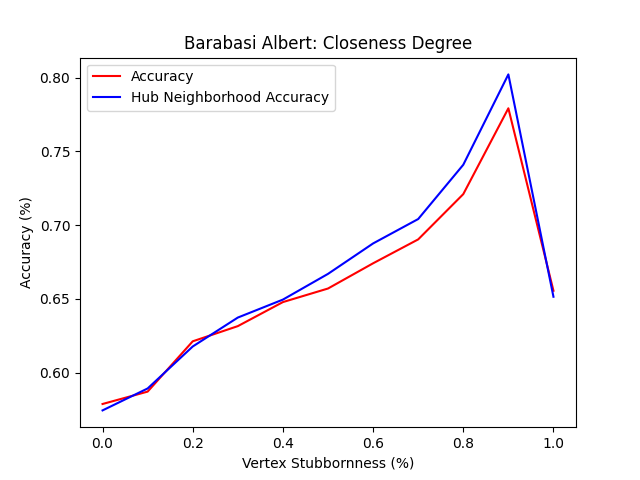 Barabasi Albert: Closeness Degree
Accuracy
Hub Neighborhood Accuracy
Accuracy (%)
0.80
0.75
0.70
0.65
0.60
0.0 0.2 0.4 0.6 0.8 1.0
Vertex Stubbornness (%)